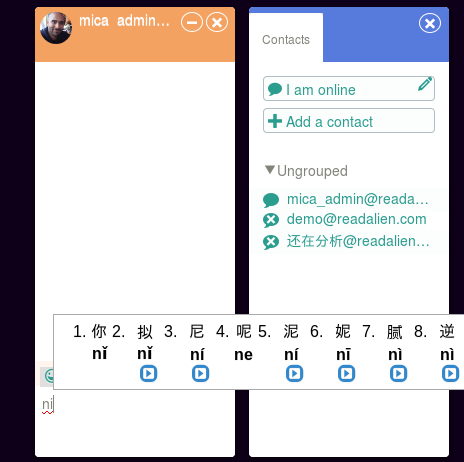 mica_admin…
Contacts
I am online
Add a contact
Ungrouped
mica_admin@reada…
demo@readalien.com
还在分析@readalien…
1. 你 2. 拟 3. 尼 4. 呢 5. 泥 6. 妮 7. 腻 8. 逆
nǐ nǐ ní ne ní nī nì nì
ni